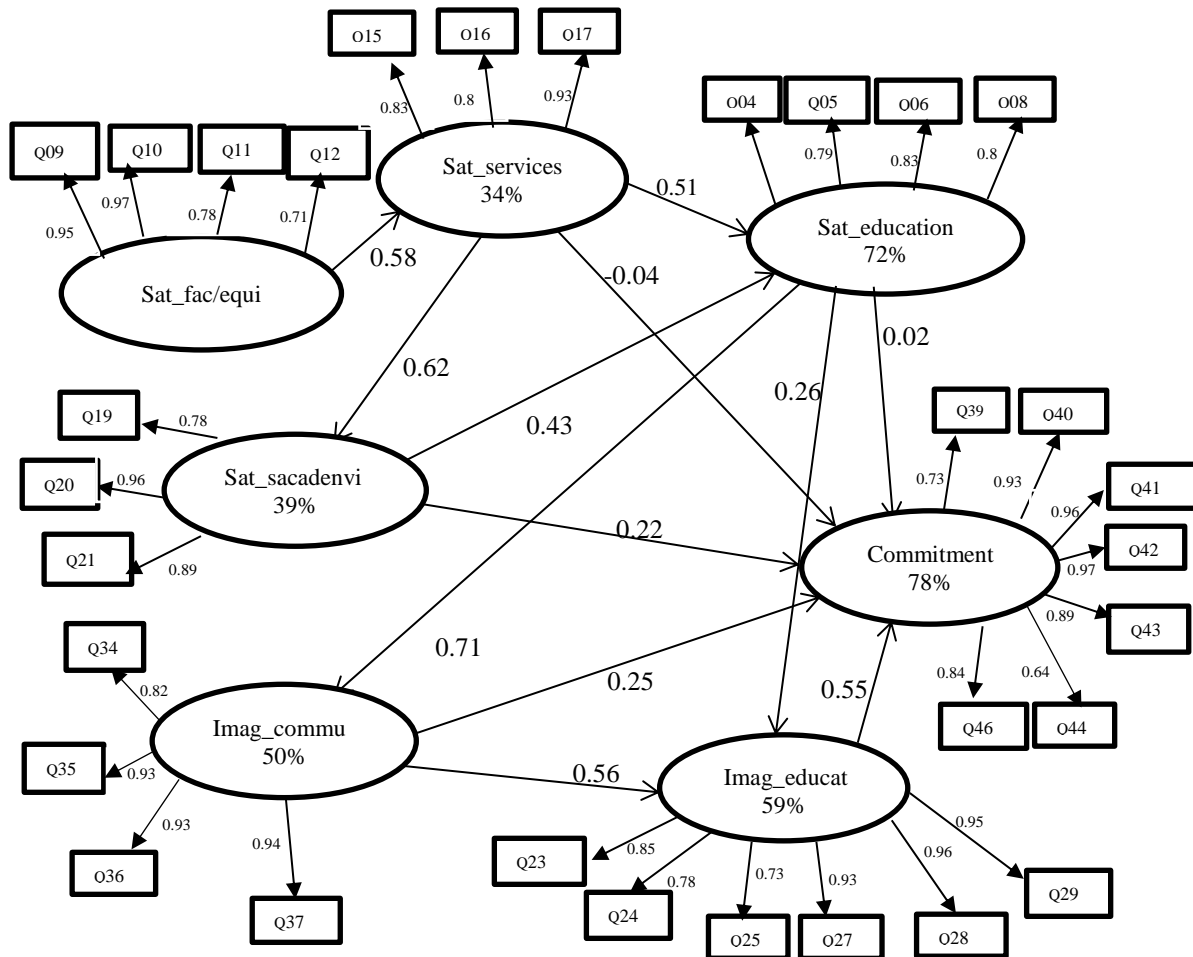 O15
O16
Q17
0.83
0.8
0.93
O04
Q05
O06
O08
0.79
0.83
0.8
Q09
Q10
Q11
Q12
0.95
0.97
0.78
0.71
Sat_services
34%
0.51
Sat_education
72%
0.58
Sat_fac/equi
-0.04
0.02
0.62
0.26
0.43
Q19
0.78
Q20
0.96
Q21
0.89
Sat_sacadenvi
39%
0.22
Q39
O40
0.73
0.93
Q41
0.96
O42
0.97
Q43
0.89
Commitment
78%
0.84
0.64
Q46
Q44
Q34
0.82
Q35
0.93
Q36
0.93
Q37
0.94
0.71
0.25
0.55
Imag_commu
50%
0.56
Imag_educat
59%
Q23
0.85
Q24
0.78
O25
0.73
O27
0.93
O28
0.96
Q29
0.95